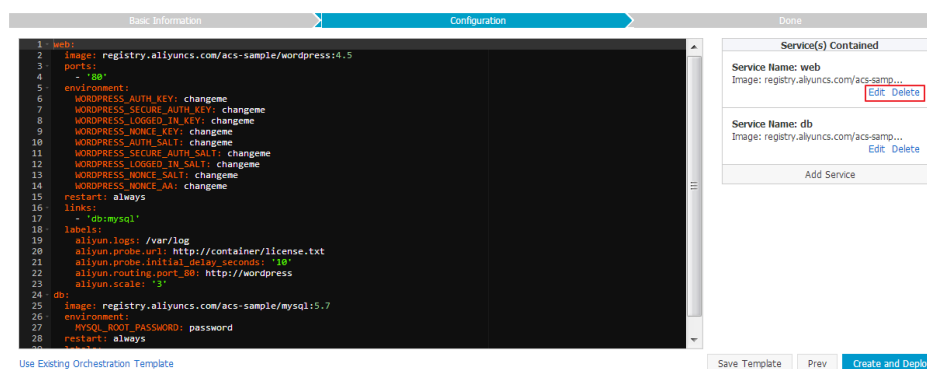 Basic Information
Configuration
Done
1 web:
2 image: registry.aliyuncs.com/acs-sample/wordpress:4.5
3 ports:
4 - '80'
5 environment:
6 WORDPRESS_AUTH_KEY: changeme
7 WORDPRESS_SECURE_AUTH_KEY: changeme
8 WORDPRESS_LOGGED_IN_KEY: changeme
9 WORDPRESS_NONCE_KEY: changeme
10 WORDPRESS_AUTH_SALT: changeme
11 WORDPRESS_SECURE_AUTH_SALT: changeme
12 WORDPRESS_LOGGED_IN_SALT: changeme
13 WORDPRESS_NONCE_SALT: changeme
14 WORDPRESS_NONCE_AA: changeme
15 restart: always
16 links:
17 - 'db:mysql'
18 labels:
19 aliyun.logs: /var/log
20 aliyun.probe.url: http://container/license.txt
21 aliyun.probe.initial_delay_seconds: '10'
22 aliyun.routing.port_80: http://wordpress
23 aliyun.scale: '3'
24 db:
25 image: registry.aliyuncs.com/acs-sample/mysql:5.7
26 environment:
27 MYSQL_ROOT_PASSWORD: password
28 restart: always
Service(s) Contained
Service Name: web
Image: registry.aliyuncs.com/acs-samp...
Edit Delete
Service Name: db
Image: registry.aliyuncs.com/acs-samp...
Edit Delete
Add Service
Use Existing Orchestration Template
Save Template
Prev
Create and Deplo